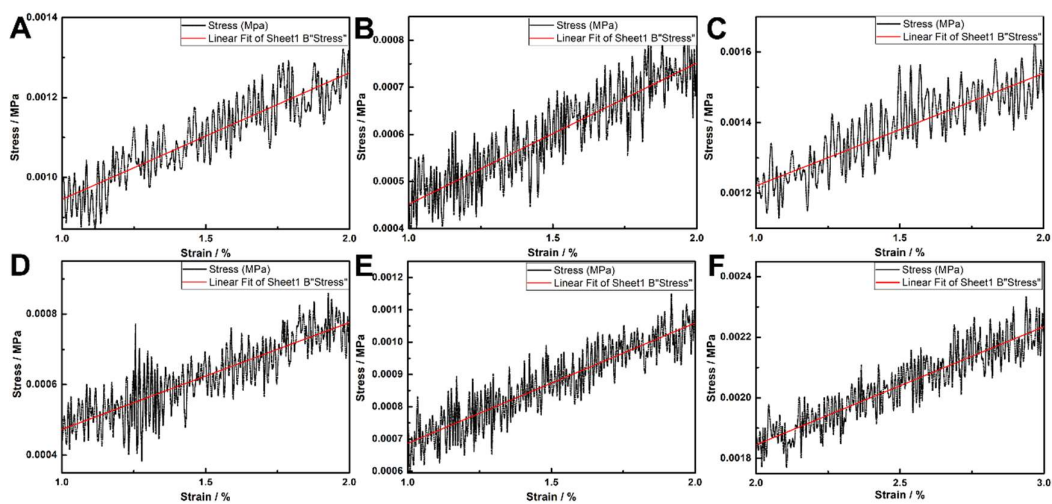 A
0.0014
0.0012
0.0010
Stress / MPa
Stress (Mpa)
Linear Fit of Sheet1 B"Stress"
1.0 1.5 2.0
Strain / %
B
0.0008
0.0007
0.0006
0.0005
0.0004
Stress / MPa
Stress (MPa)
Linear Fit of Sheet1 B"Stress"
1.0 1.5 2.0
Strain / %
C
0.0016
0.0014
0.0012
Stress / MPa
Stress (MPa)
Linear Fit of Sheet1 B"Stress"
1.0 1.5 2.0
Strain / %
D
0.0008
0.0006
0.0004
Stress / MPa
Stress (MPa)
Linear Fit of Sheet1 B"Stress"
1.0 1.5 2.0
Strain / %
E
0.0012
0.0011
0.0010
0.0009
0.0008
0.0007
0.0006
Stress / MPa
Stress (MPa)
Linear Fit of Sheet1 B"Stress"
1.0 1.5 2.0
Strain / %
F
0.0024
0.0022
0.0020
0.0018
Stress / MPa
Stress (MPa)
Linear Fit of Sheet1 B"Stress"
2.0 2.5 3.0
Strain / %